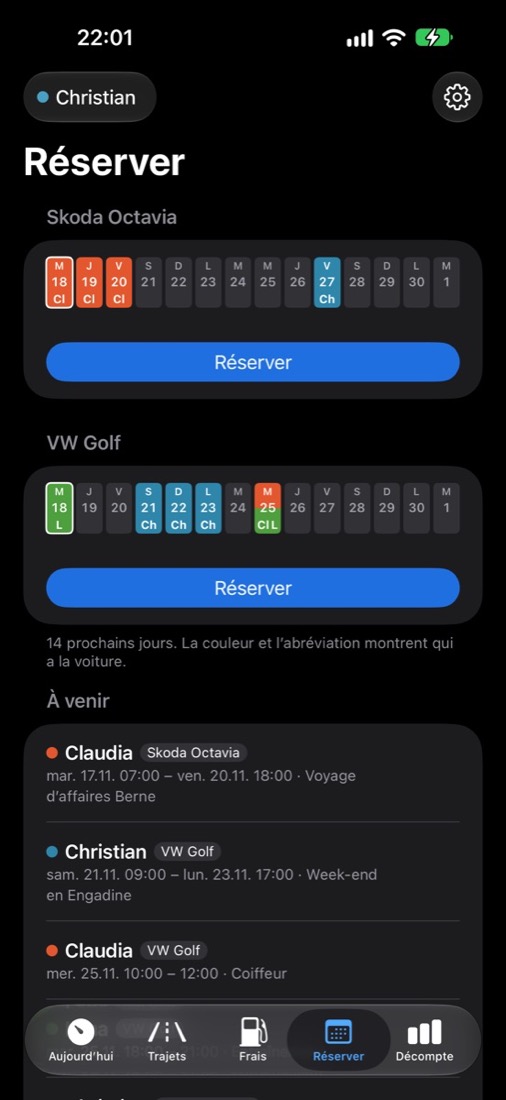 22:01
Christian
Réserver
Skoda Octavia
M J V S D L M M J V S D L M
18 19 20 21 22 23 24 25 26 27 28 29 30 1
Cl Cl Cl Ch
Réserver
VW Golf
M J V S D L M M J V S D L M
18 19 20 21 22 23 24 25 26 27 28 29 30 1
L Ch Ch Ch Cl L
Réserver
14 prochains jours. La couleur et l'abréviation montrent qui
a la voiture.
À venir
Claudia Skoda Octavia
mar. 17.11. 07:00 – ven. 20.11. 18:00 · Voyage
d'affaires Berne
Christian VW Golf
sam. 21.11. 09:00 – lun. 23.11. 17:00 · Week-end
en Engadine
Claudia VW Golf
mer. 25.11. 10:00 – 12:00 · Coiffeur
Aujourd'hui Trajets Frais Réserver Décompte